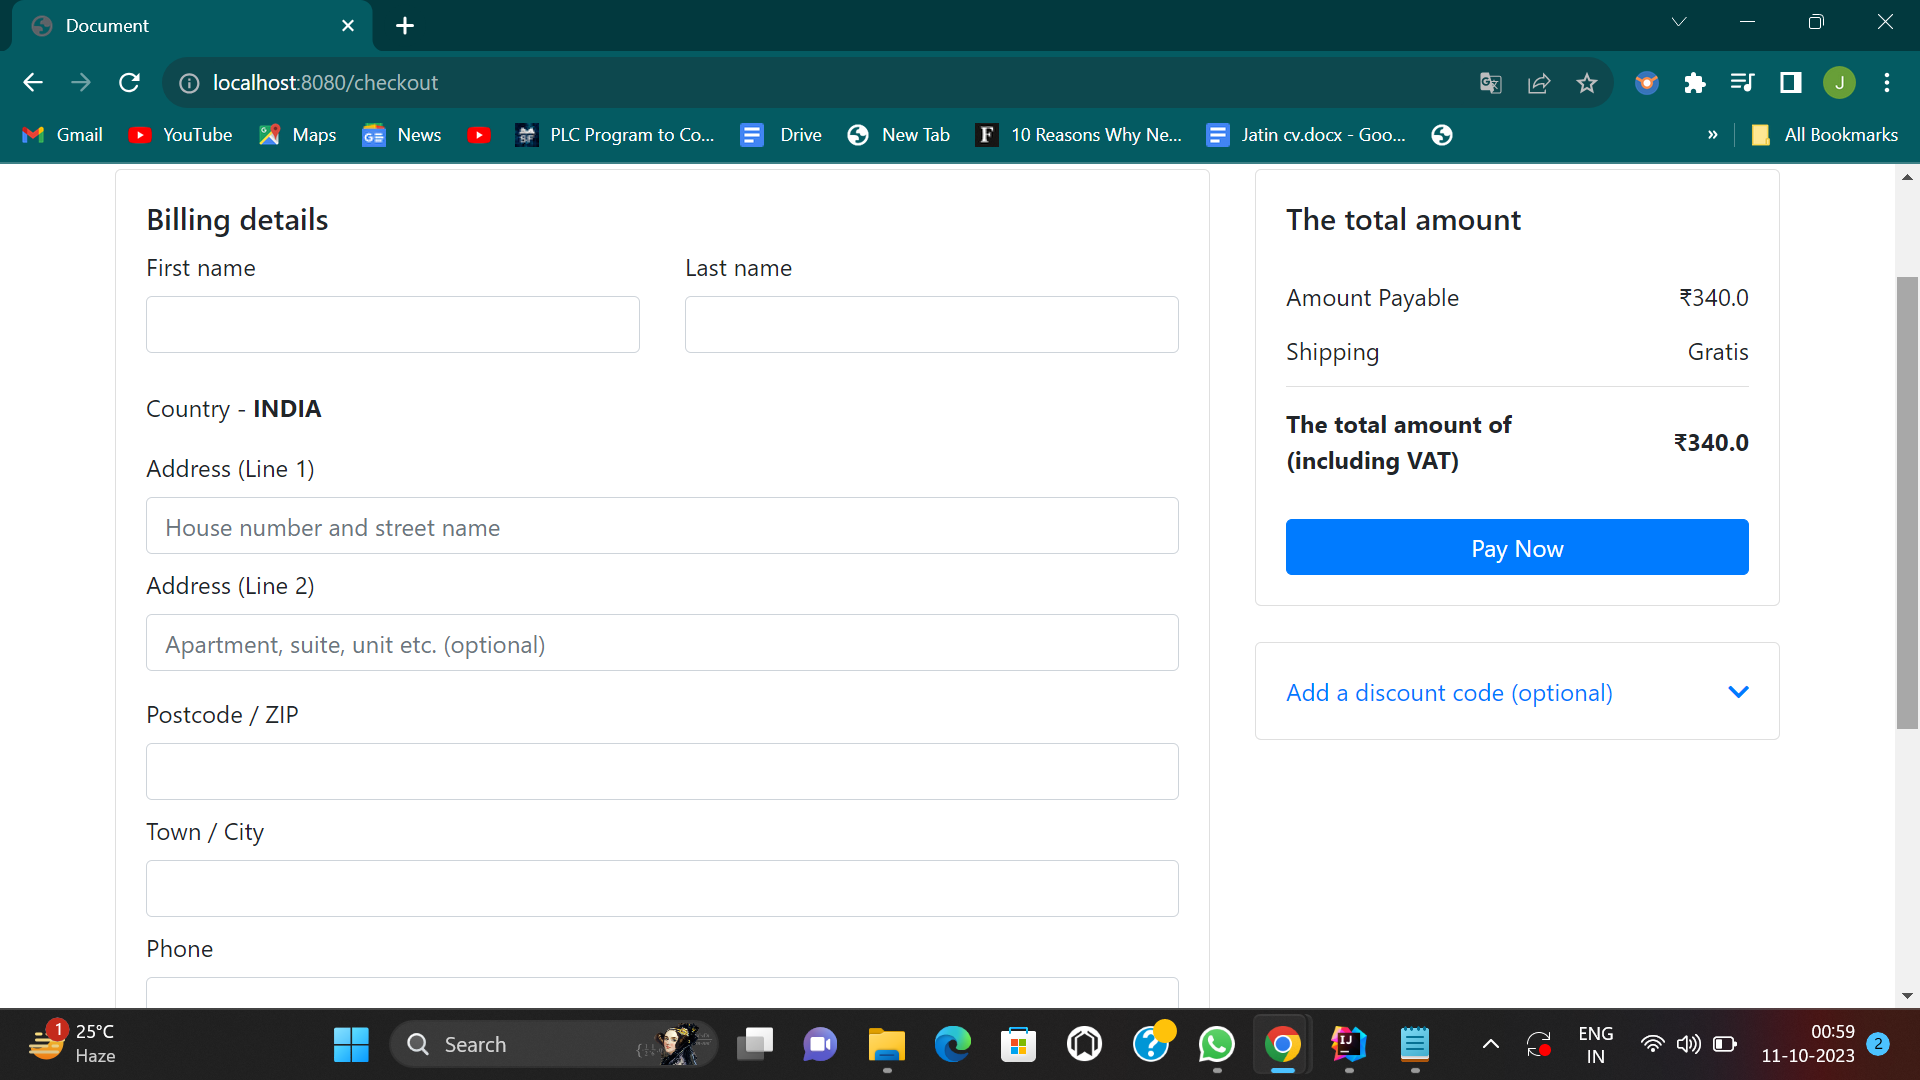 Document
localhost:8080/checkout
J
Gmail
YouTube
Maps
News
PLC Program to Co...
Drive
New Tab
10 Reasons Why Ne...
Jatin cv.docx - Goo...
»
All Bookmarks
Billing details
First name
Last name
Country - INDIA
Address (Line 1)
House number and street name
Address (Line 2)
Apartment, suite, unit etc. (optional)
Postcode / ZIP
Town / City
Phone
The total amount
Amount Payable ₹340.0
Shipping Gratis
The total amount of
(including VAT)
₹340.0
Pay Now
Add a discount code (optional)
1
25°C
Haze
Search
ENG
IN
00:59
11-10-2023
2